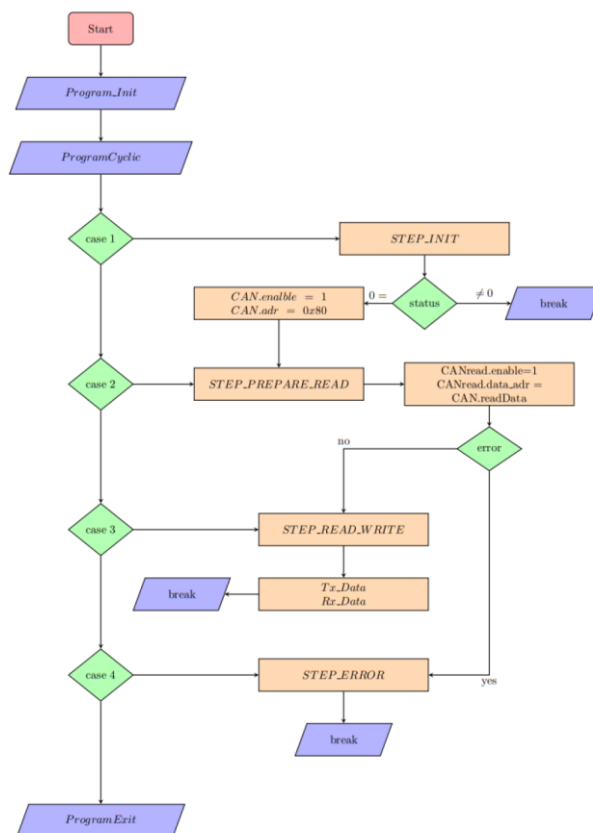 Start
Program_Init
ProgramCyclic
case 1
STEP_INIT
CAN.enalble = 1
CAN.adr = 0x80
0 =
status
≠0
break
case 2
STEP_PREPARE_READ
CANread.enable=1
CANread.data_adr =
CAN.readData
no
error
case 3
STEP_READ_WRITE
break
Tx_Data
Rx_Data
case 4
STEP_ERROR
yes
break
ProgramExit